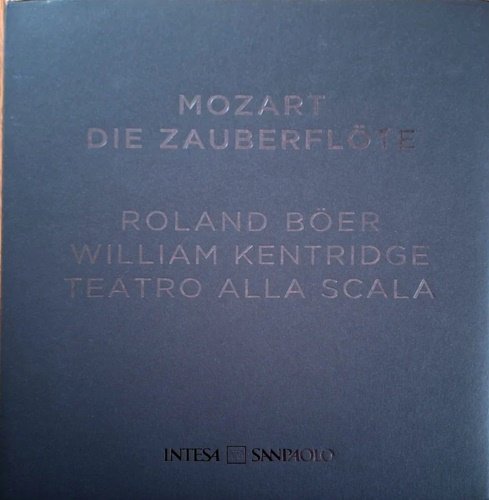 MOZART
DIE ZAUBERFLÖTE
ROLAND BÖER
WILLIAM KENTRIDGE
TEATRO ALLA SCALA
INTESA SANPAOLO